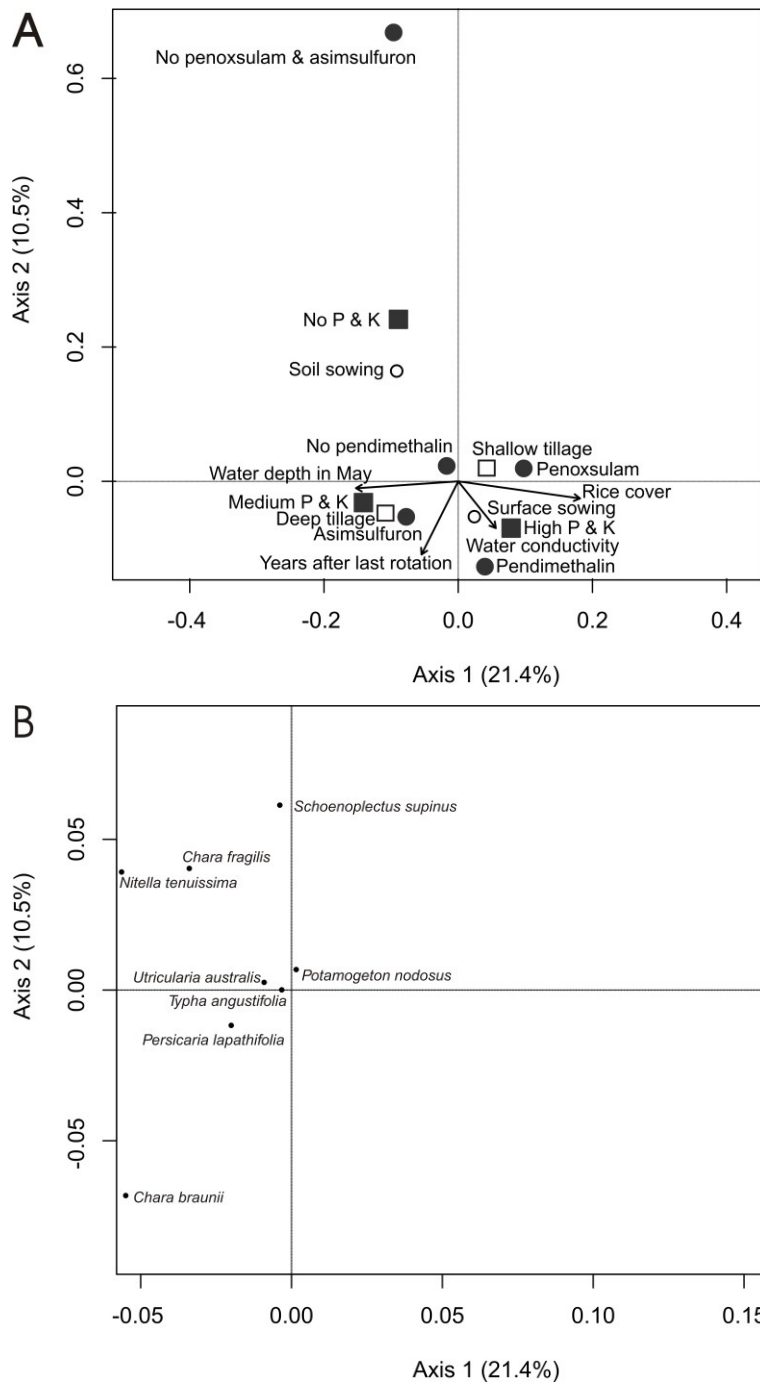 A
No penoxsulam & asimsulfuron
No P & K
Soil sowing
No pendimethalin
Shallow tillage
Water depth in May
Penoxsulam
Rice cover
Medium P & K
Surface sowing
Deep tillage
High P & K
Asimsulfuron
Water conductivity
Years after last rotation
Pendimethalin
Axis 2 (10.5%)
0.6
0.4
0.2
0.0
-0.4 -0.2 0.0 0.2 0.4
Axis 1 (21.4%)
B
Schoenoplectus supinus
Chara fragilis
Nitella tenuissima
Utricularia australis
Potamogeton nodosus
Typha angustifolia
Persicaria lapathifolia
Chara braunii
Axis 2 (10.5%)
0.05
0.00
-0.05
-0.05 0.00 0.05 0.10 0.15
Axis 1 (21.4%)